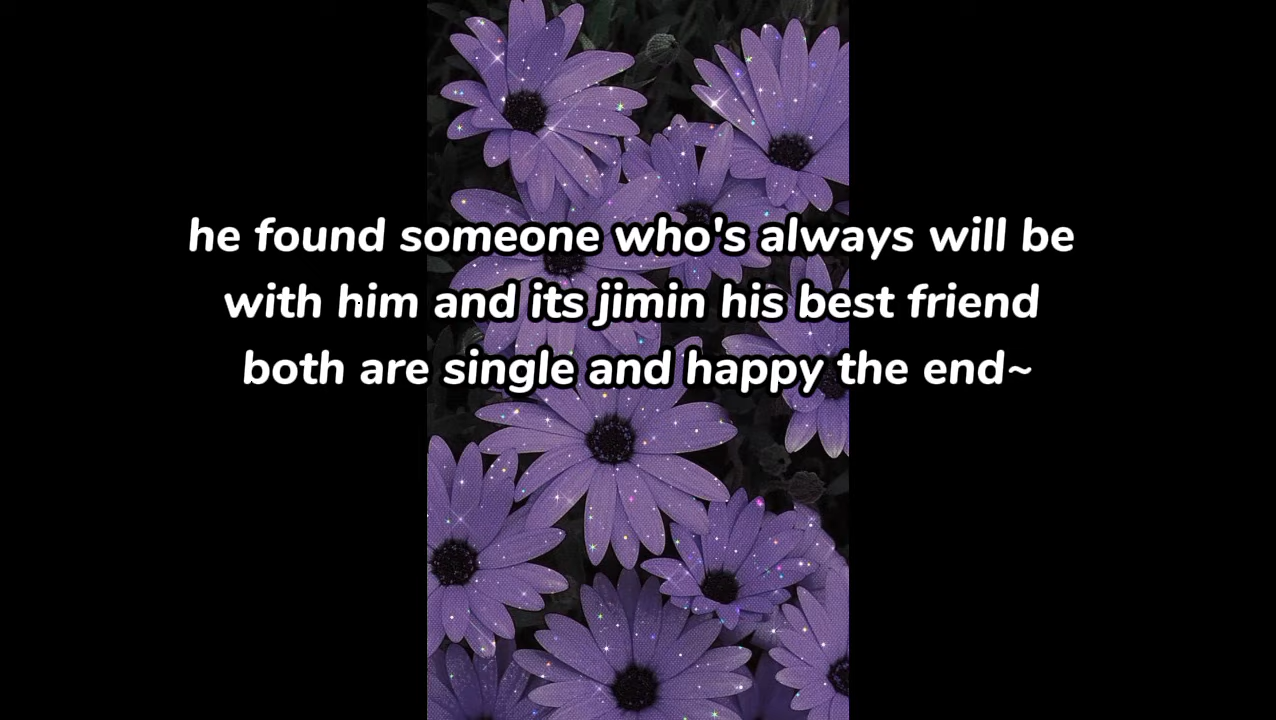 he found someone who's always will be
with him and its jimin his best friend
both are single and happy the end~